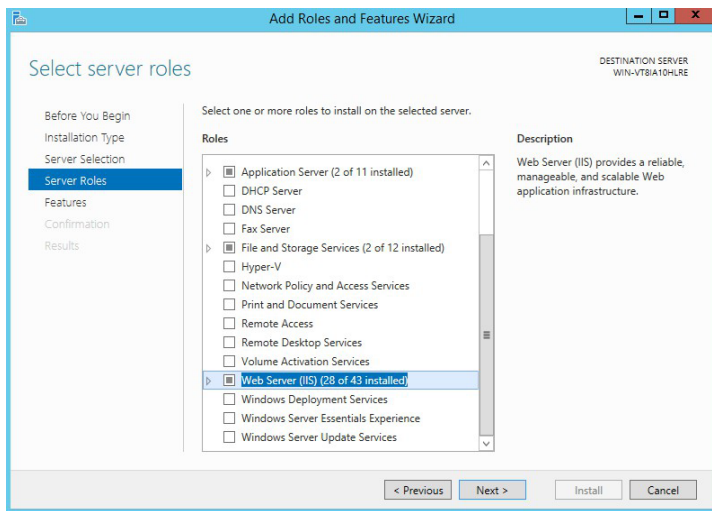 Add Roles and Features Wizard
Select server roles
DESTINATION SERVER
WIN-VT8IA10HLRE
Before You Begin
Installation Type
Server Selection
Server Roles
Features
Confirmation
Results
Select one or more roles to install on the selected server.
Roles
Application Server (2 of 11 installed)
DHCP Server
DNS Server
Fax Server
File and Storage Services (2 of 12 installed)
Hyper-V
Network Policy and Access Services
Print and Document Services
Remote Access
Remote Desktop Services
Volume Activation Services
Web Server (IIS) (28 of 43 installed)
Windows Deployment Services
Windows Server Essentials Experience
Windows Server Update Services
Description
Web Server (IIS) provides a reliable,
manageable, and scalable Web
application infrastructure.
< Previous
Next >
Install
Cancel